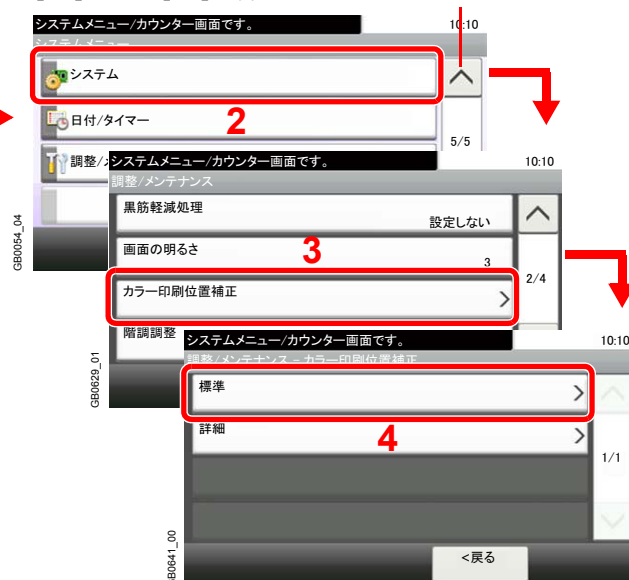 システムメニュー/カウンター画面です。
10:10
システムメニュー
システム
日付/タイマー
2
5/5
調整/
GB0054_04
システムメニュー/カウンター画面です。
10:10
調整/メンテナンス
黒筋軽減処理
設定しない
画面の明るさ
3
3
2/4
カラー印刷位置補正
階調調整
GB0629_01
システムメニュー/カウンター画面です。
10:10
調整/メンテナンス - カラー印刷位置補正
標準
詳細
4
1/1
<戻る
GB0641_00